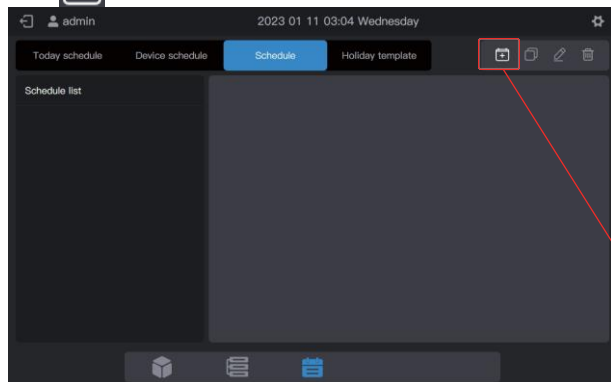 admin
2023 01 11 03:04 Wednesday
Today schedule Device schedule Schedule Holiday template
Schedule list